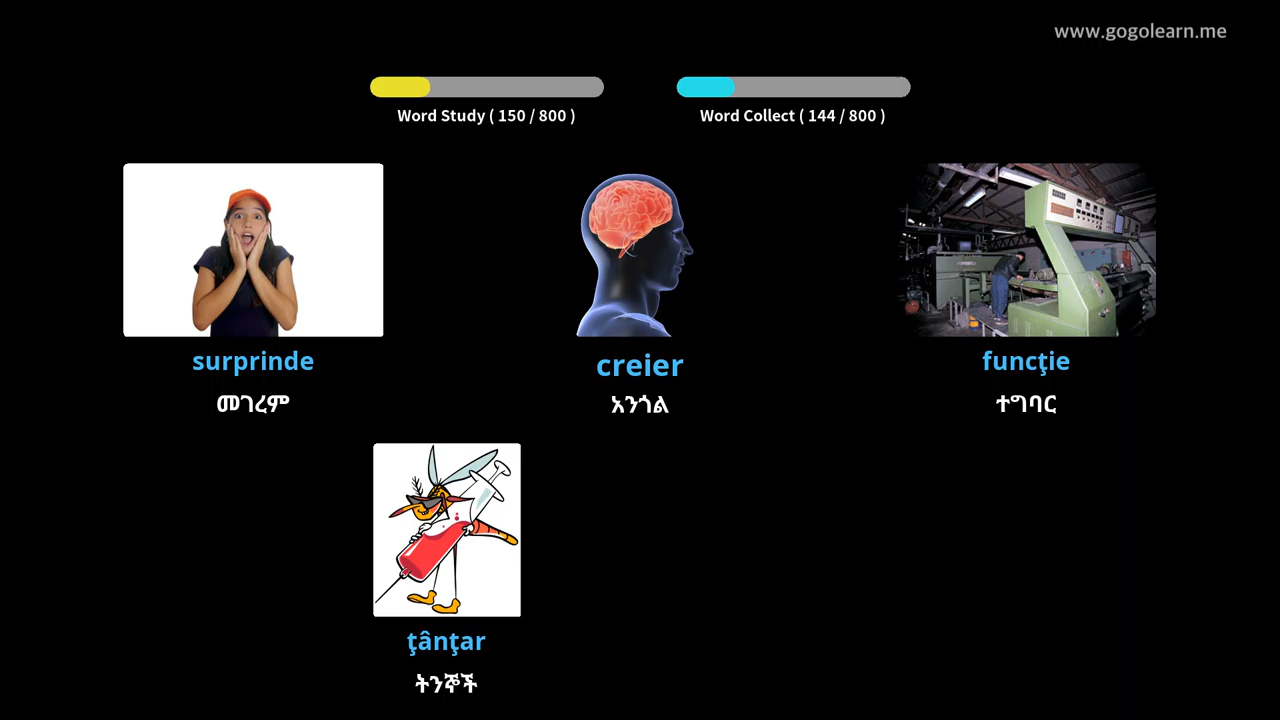 www.gogolearn.me
Word Study ( 150 / 800 )
Word Collect ( 144 / 800 )
surprinde
creier
funcţie
መገረም
አንጎል
ተግባር
ţânţar
ትንኞች